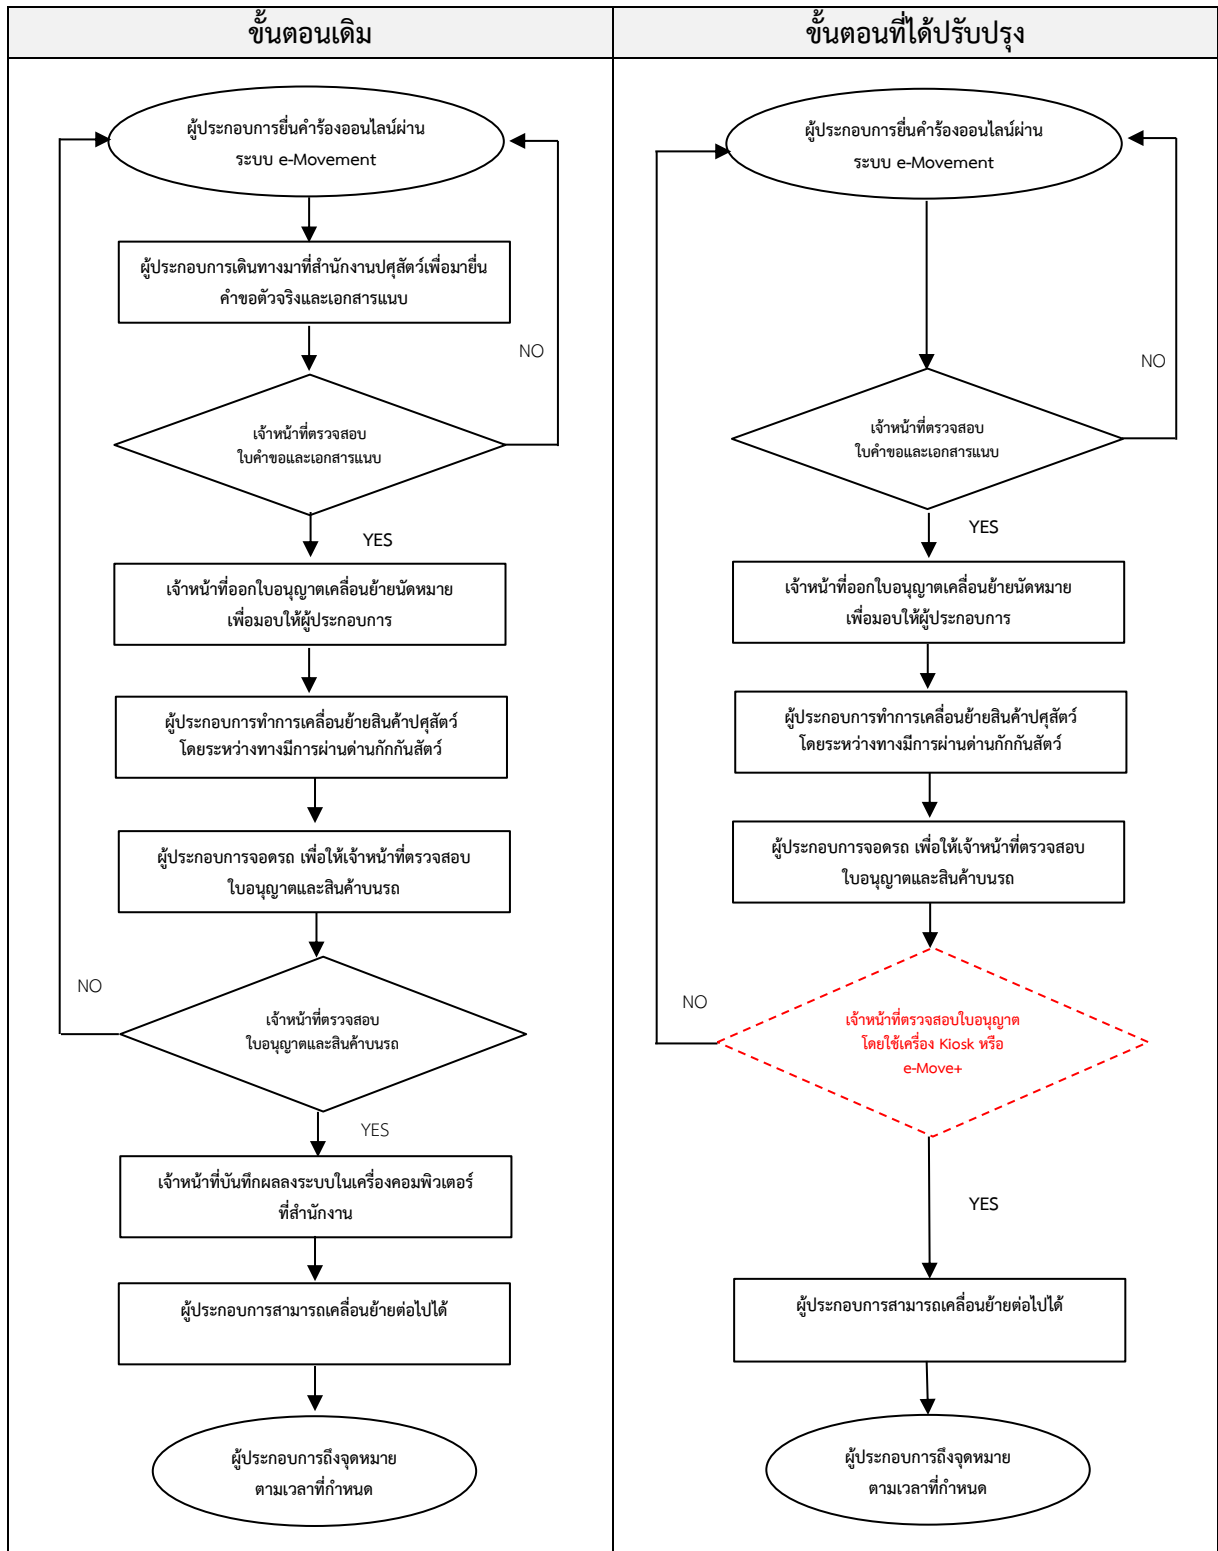 ขั้นตอนเดิม
ผู้ประกอบการยื่นคำร้องออนไลน์ผ่าน
ระบบ e-Movement
ผู้ประกอบการเดินทางมาที่สำนักงานปศุสัตว์เพื่อมายื่น
คำขอตัวจริงและเอกสารแนบ
NO
เจ้าหน้าที่ตรวจสอบ
ใบคำขอและเอกสารแนบ
YES
เจ้าหน้าที่ออกใบอนุญาตเคลื่อนย้ายนัดหมาย
เพื่อมอบให้ผู้ประกอบการ
ผู้ประกอบการทำการเคลื่อนย้ายสินค้าปศุสัตว์
โดยระหว่างทางมีการผ่านด่านกักกันสัตว์
ผู้ประกอบการจอดรถ เพื่อให้เจ้าหน้าที่ตรวจสอบ
ใบอนุญาตและสินค้าบนรถ
NO
เจ้าหน้าที่ตรวจสอบ
ใบอนุญาตและสินค้าบนรถ
YES
เจ้าหน้าที่บันทึกผลลงระบบในเครื่องคอมพิวเตอร์
ที่สำนักงาน
ผู้ประกอบการสามารถเคลื่อนย้ายต่อไปได้
ผู้ประกอบการถึงจุดหมาย
ตามเวลาที่กำหนด
ขั้นตอนที่ได้ปรับปรุง
ผู้ประกอบการยื่นคำร้องออนไลน์ผ่าน
ระบบ e-Movement
NO
เจ้าหน้าที่ตรวจสอบ
ใบคำขอและเอกสารแนบ
YES
เจ้าหน้าที่ออกใบอนุญาตเคลื่อนย้ายนัดหมาย
เพื่อมอบให้ผู้ประกอบการ
ผู้ประกอบการทำการเคลื่อนย้ายสินค้าปศุสัตว์
โดยระหว่างทางมีการผ่านด่านกักกันสัตว์
ผู้ประกอบการจอดรถ เพื่อให้เจ้าหน้าที่ตรวจสอบ
ใบอนุญาตและสินค้าบนรถ
NO
เจ้าหน้าที่ตรวจสอบใบอนุญาต
โดยใช้เครื่อง Kiosk หรือ
e-Move+
YES
ผู้ประกอบการสามารถเคลื่อนย้ายต่อไปได้
ผู้ประกอบการถึงจุดหมาย
ตามเวลาที่กำหนด